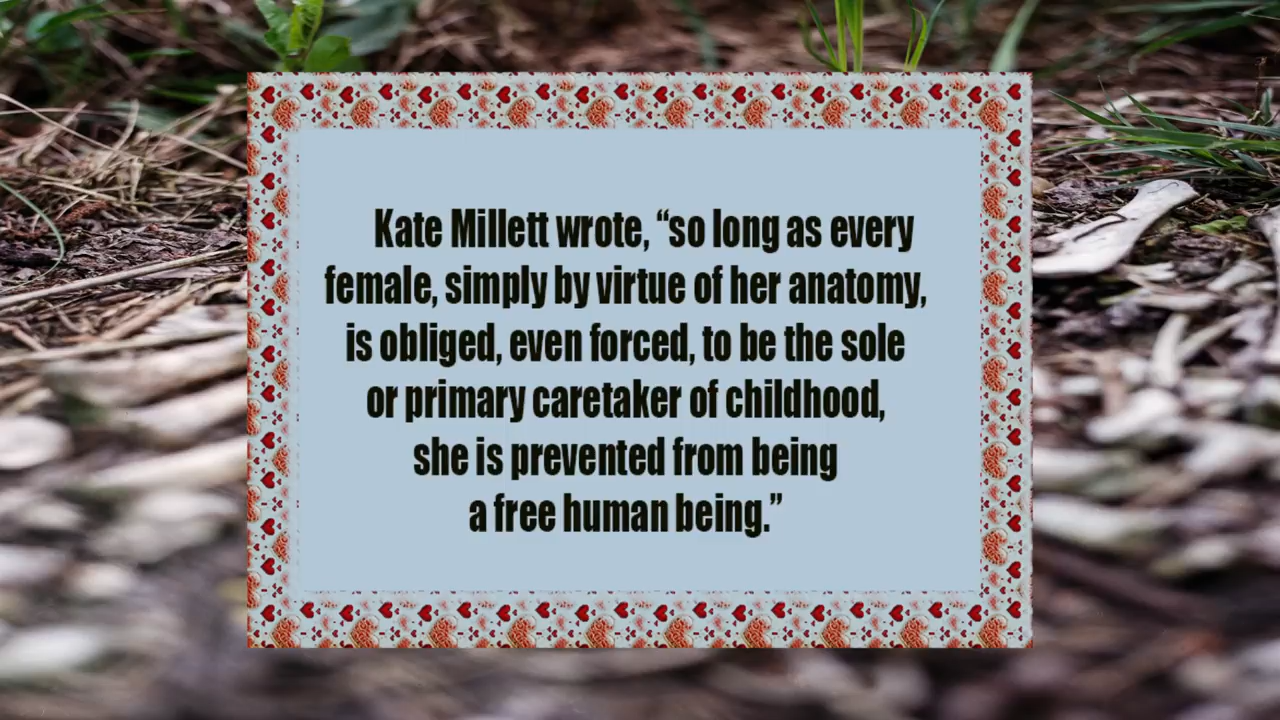 Kate Millett wrote, “so long as every
female, simply by virtue of her anatomy,
is obliged, even forced, to be the sole
or primary caretaker of childhood,
she is prevented from being
a free human being.”